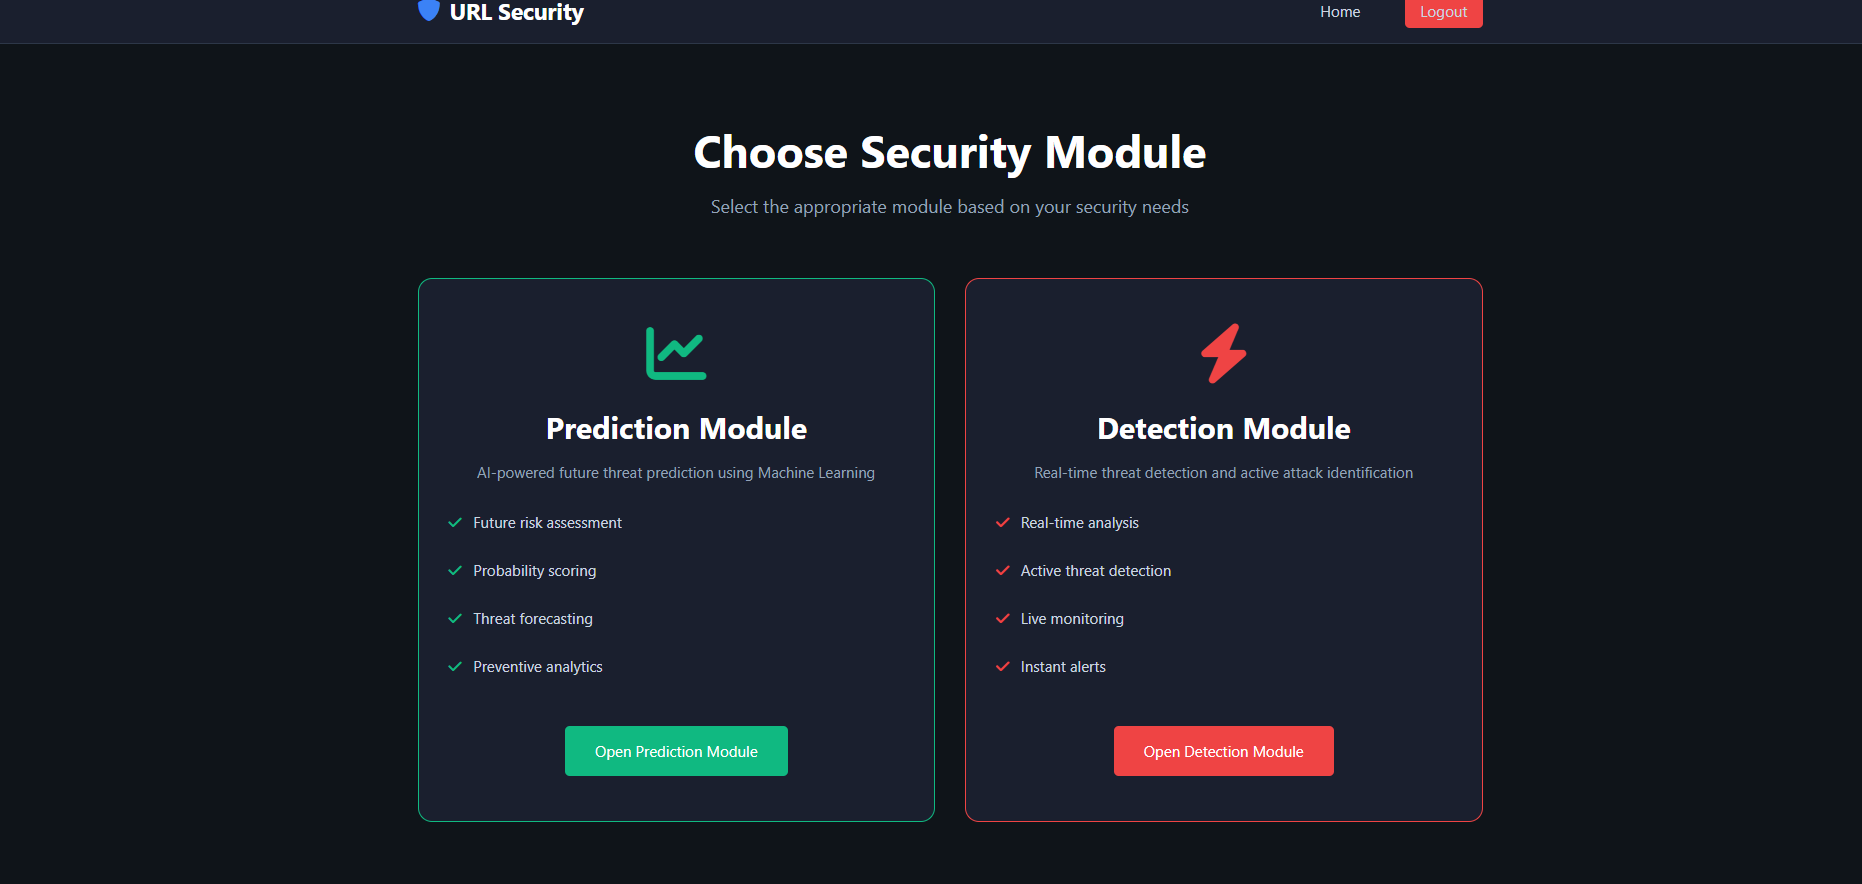 URL Security
Home
Logout
Choose Security Module
Select the appropriate module based on your security needs
Prediction Module
AI-powered future threat prediction using Machine Learning
Future risk assessment
Probability scoring
Threat forecasting
Preventive analytics
Open Prediction Module
Detection Module
Real-time threat detection and active attack identification
Real-time analysis
Active threat detection
Live monitoring
Instant alerts
Open Detection Module